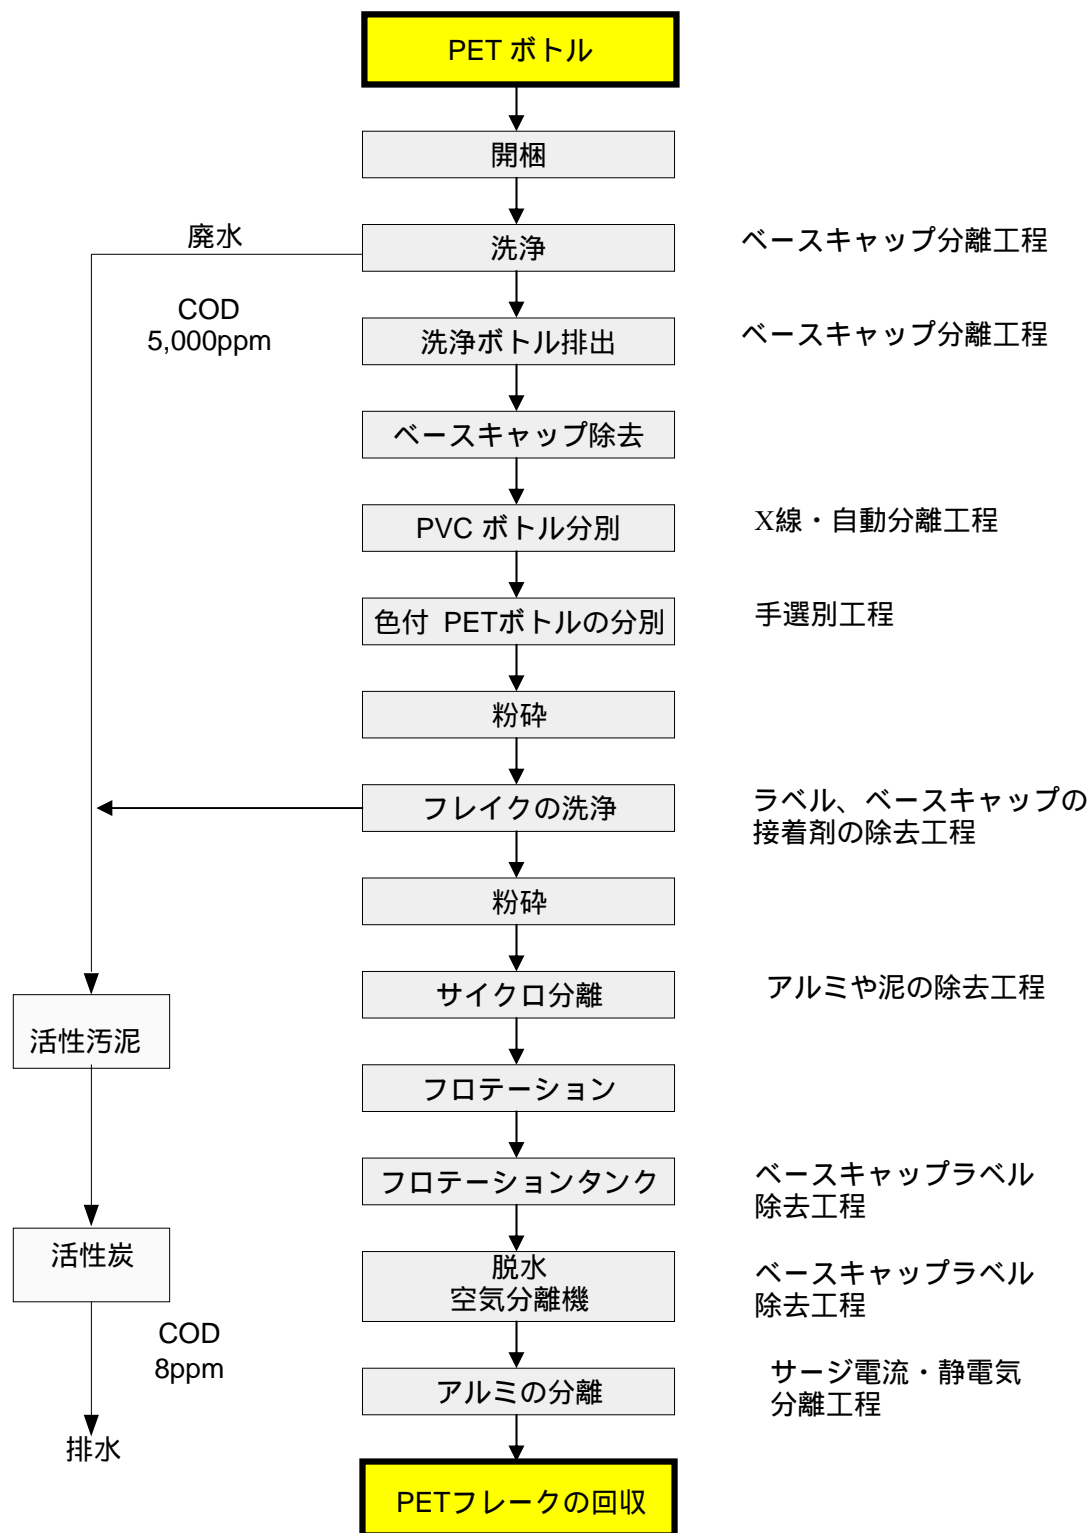 PET ボトル
開梱
廃水
洗浄
ベースキャップ分離工程
COD
5,000ppm
洗浄ボトル排出
ベースキャップ分離工程
ベースキャップ除去
PVC ボトル分別
X線・自動分離工程
色付 PETボトルの分別
手選別工程
粉砕
フレイクの洗浄
ラベル、ベースキャップの
接着剤の除去工程
粉砕
サイクロ分離
アルミや泥の除去工程
活性汚泥
フロテーション
フロテーションタンク
ベースキャップラベル
除去工程
活性炭
脱水
空気分離機
ベースキャップラベル
除去工程
COD
8ppm
アルミの分離
サージ電流・静電気
分離工程
排水
PETフレークの回収